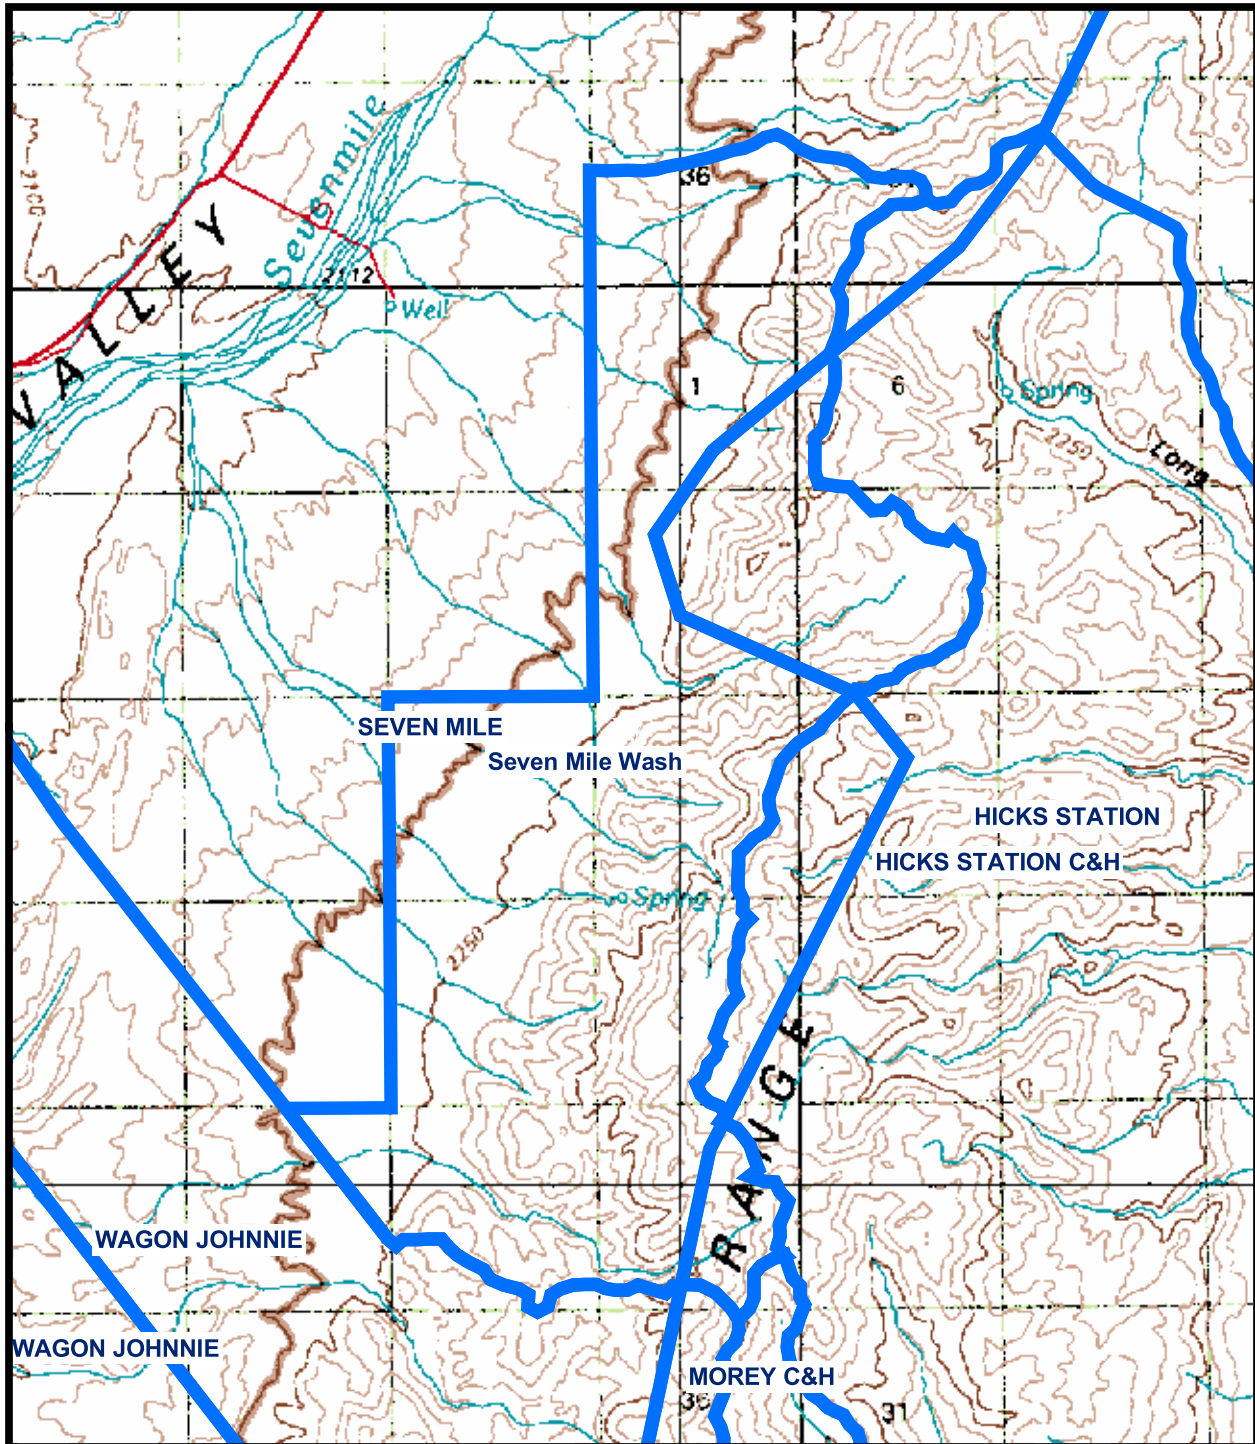 Sevenmile
2100
VALLEY
36
2112
Well
1
6
Spring
2250
Long
SEVEN MILE
Seven Mile Wash
HICKS STATION
HICKS STATION C&H
Spring
2250
RANGE
WAGON JOHNNIE
WAGON JOHNNIE
MOREY C&H
36
31